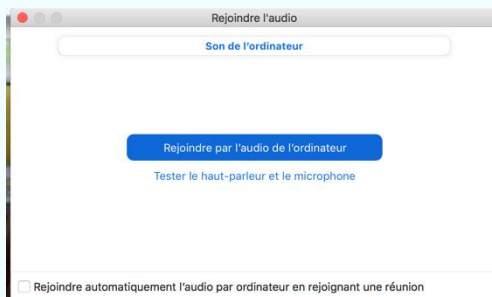 Rejoindre l'audio
Son de l'ordinateur
Rejoindre par l'audio de l'ordinateur
Tester le haut-parleur et le microphone
Rejoindre automatiquement l'audio par ordinateur en rejoignant une réunion